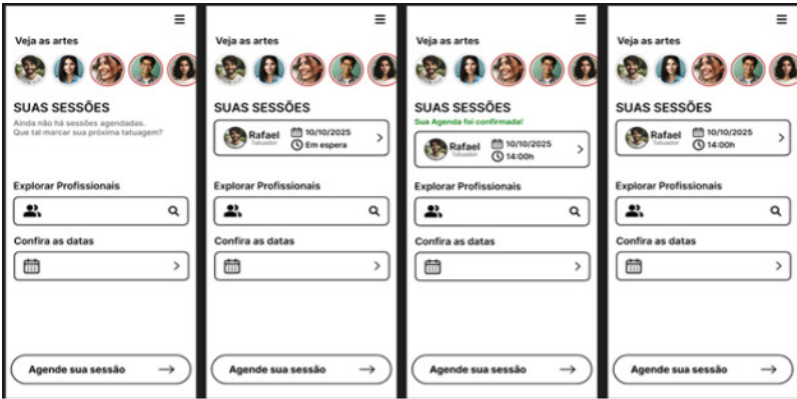 Veja as artes
SUAS SESSÕES
Ainda não há sessões agendadas.
Que tal marcar sua próxima tatuagem?
Explorar Profissionais
Confira as datas
Agende sua sessão
Veja as artes
SUAS SESSÕES
Rafael
Tatuador
10/10/2025
Em espera
Explorar Profissionais
Confira as datas
Agende sua sessão
Veja as artes
SUAS SESSÕES
Sua Agenda foi confirmada!
Rafael
Tatuador
10/10/2025
14:00h
Explorar Profissionais
Confira as datas
Agende sua sessão
Veja as artes
SUAS SESSÕES
Rafael
Tatuador
10/10/2025
14:00h
Explorar Profissionais
Confira as datas
Agende sua sessão